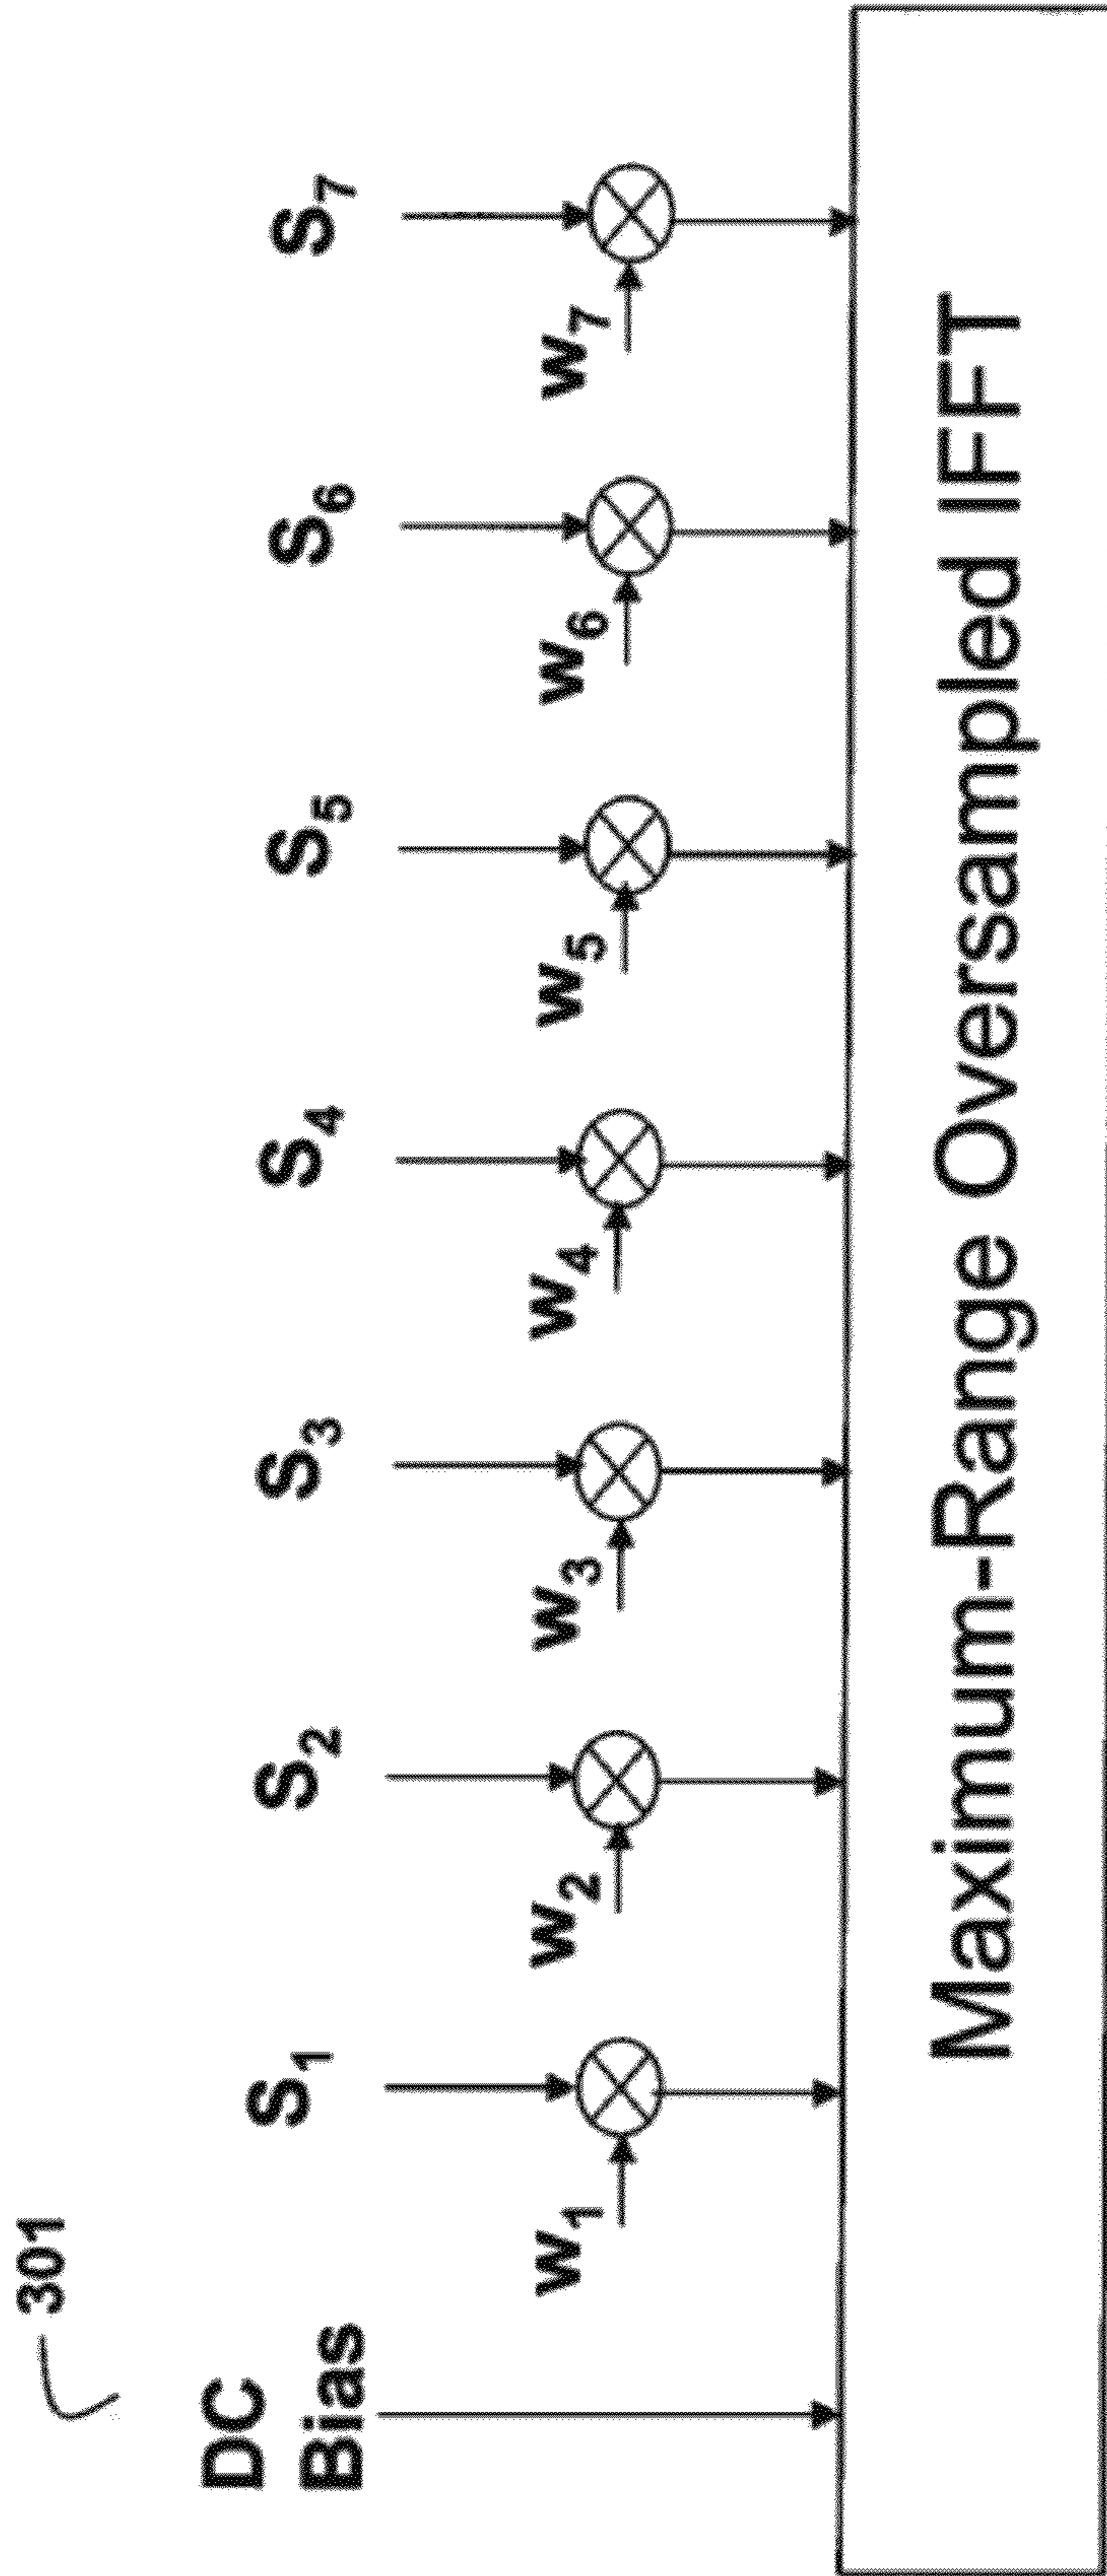 301
DC
Bias
S1 S2 S3 S4 S5 S6 S7
w1 w2 w3 w4 w5 w6 w7
Maximum-Range Oversampled IFFT